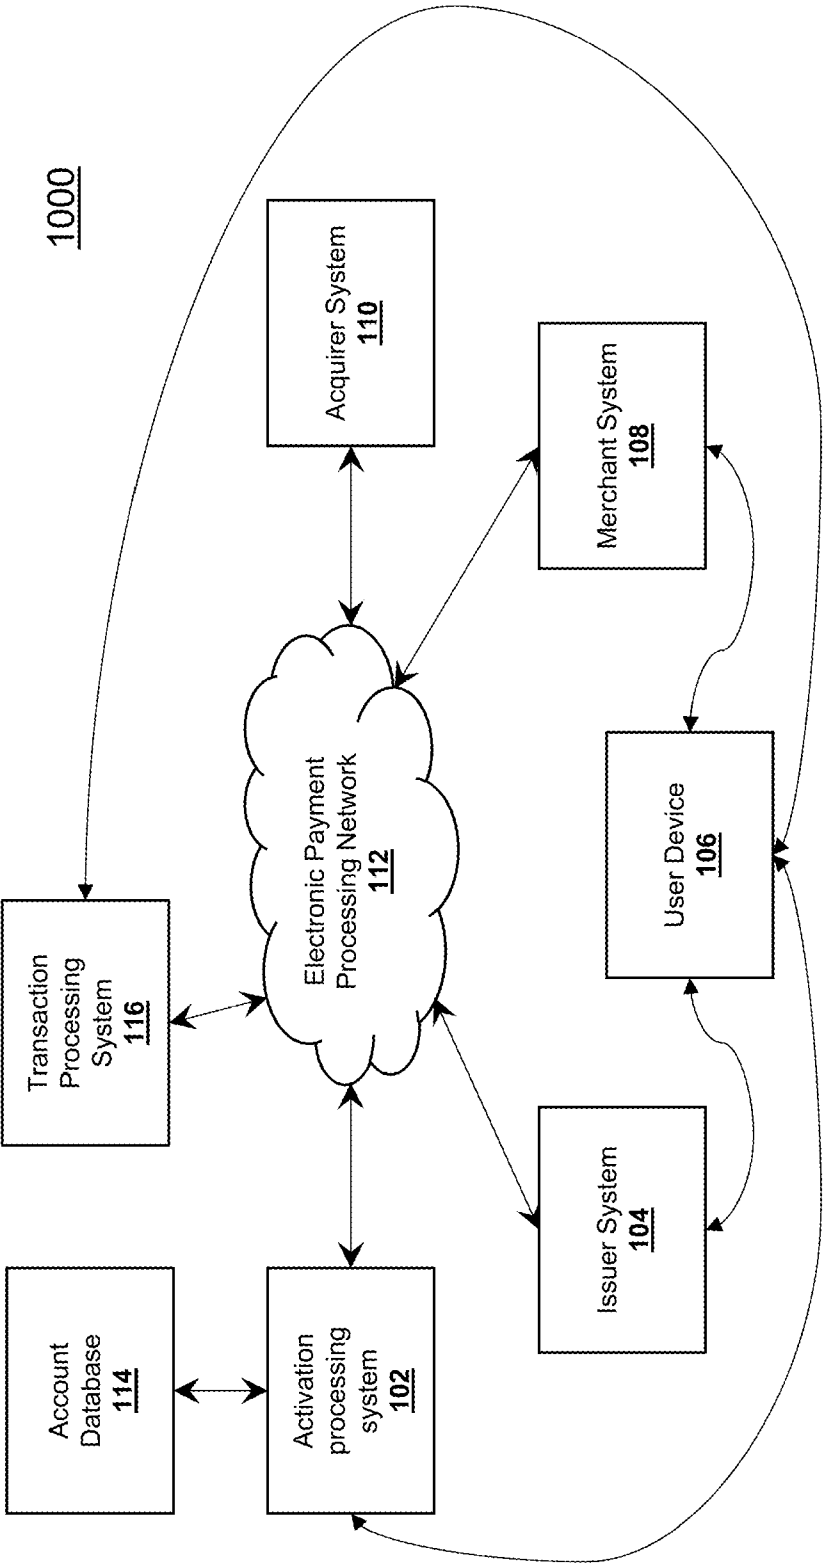 1000
Account
Database
114
Transaction
Processing
System
116
Activation
processing
system
102
Electronic Payment
Processing Network
112
Acquirer System
110
Issuer System
104
Merchant System
108
User Device
106